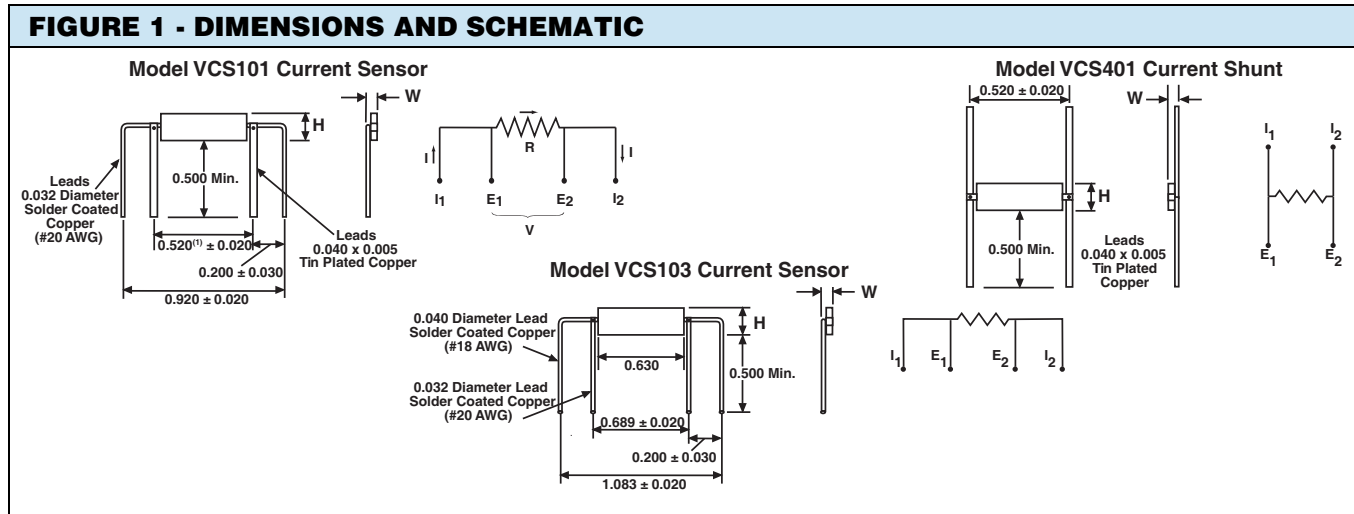 FIGURE 1 - DIMENSIONS AND SCHEMATIC
Model VCS101 Current Sensor
W
H
0.500 Min.
Leads
0.032 Diameter
Solder Coated
Copper
(#20 AWG)
0.520(1) ± 0.020
0.200 ± 0.030
0.920 ± 0.020
Leads
0.040 x 0.005
Tin Plated Copper
R
I
I
I1
E1
E2
I2
V
Model VCS103 Current Sensor
W
H
0.040 Diameter Lead
Solder Coated Copper
(#18 AWG)
0.630
0.500 Min.
0.032 Diameter Lead
Solder Coated Copper
(#20 AWG)
0.689 ± 0.020
0.200 ± 0.030
1.083 ± 0.020
I1
E1
E2
I2
Model VCS401 Current Shunt
0.520 ± 0.020
W
H
0.500 Min.
Leads
0.040 x 0.005
Tin Plated
Copper
I1
I2
E1
E2